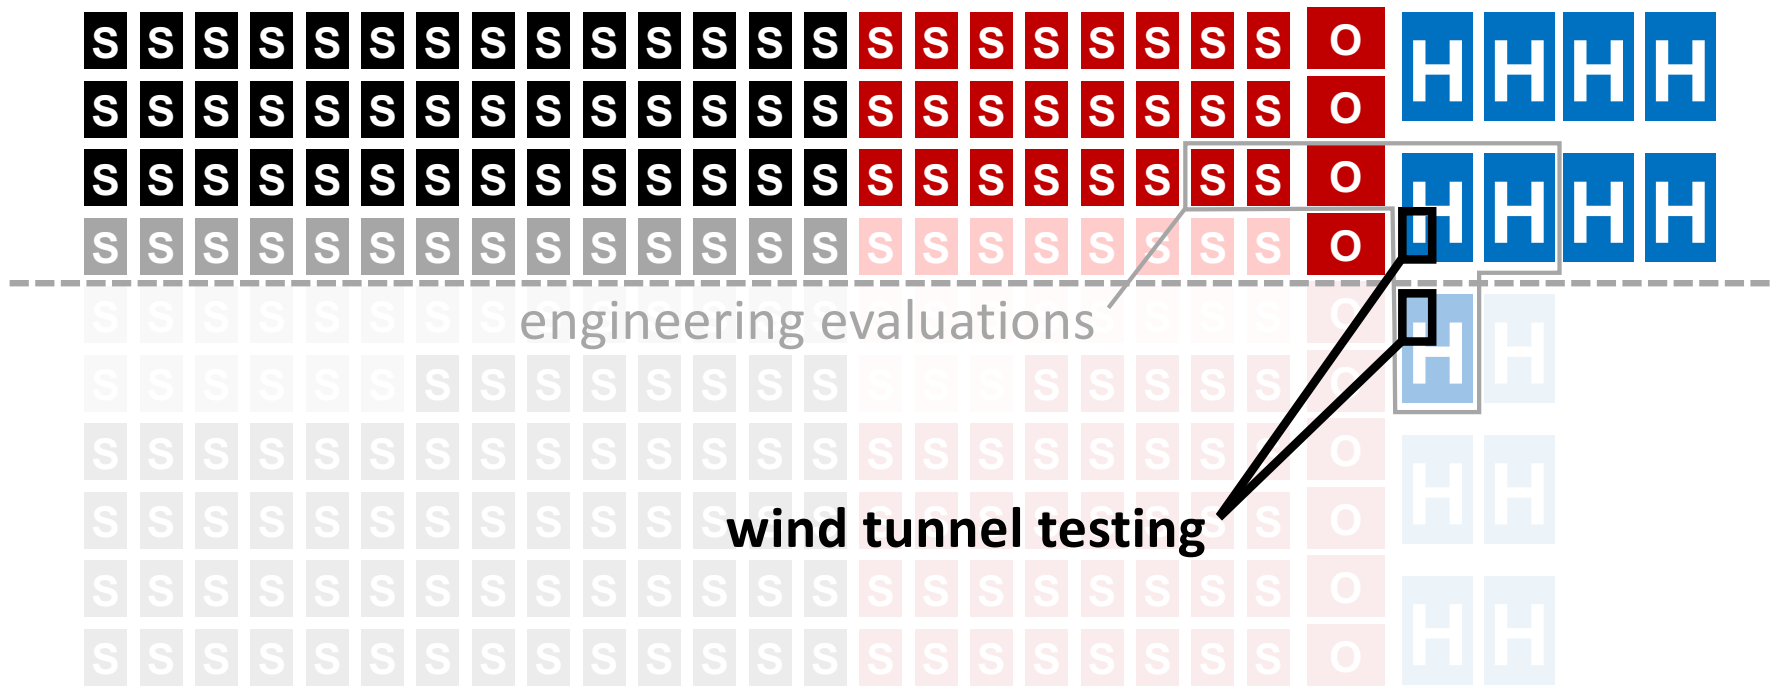 S S S S S S S S S S S S S S S S S S S S S S O H H H H
S S S S S S S S S S S S S S S S S S S S S S O
S S S S S S S S S S S S S S S S S S S S S S O H H H H
S S S S S S S S S S S S S S S S S S S S S S O
S S S S S S S S S S S O H H
engineering evaluations
S S S S S S S S S S S S S S S S S S S S S S O
S S S S S S S S S S S S S S S S S S S S S S O H H
S S S S S S S S S S S S S S S S S S S S S S O
wind tunnel testing
S S S S S S S S S S S S S S S S S S S S S S O H H
S S S S S S S S S S S S S S S S S S S S S S O